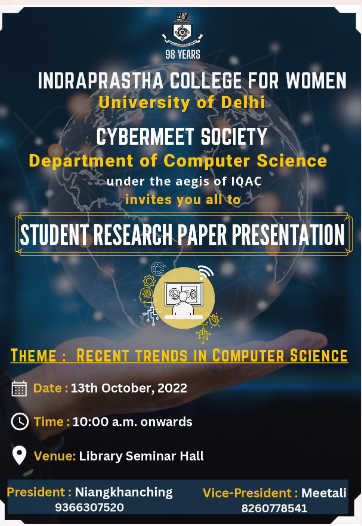 98 YEARS
INDRAPRASTHA COLLEGE FOR WOMEN
University of Delhi
CYBERMEET SOCIETY
Department of Computer Science
under the aegis of IQAC
invites you all to
STUDENT RESEARCH PAPER PRESENTATION
THEME : RECENT TRENDS IN COMPUTER SCIENCE
Date : 13th October, 2022
Time : 10:00 a.m. onwards
Venue: Library Seminar Hall
President : Niangkhanching
9366307520
Vice-President : Meetali
8260778541